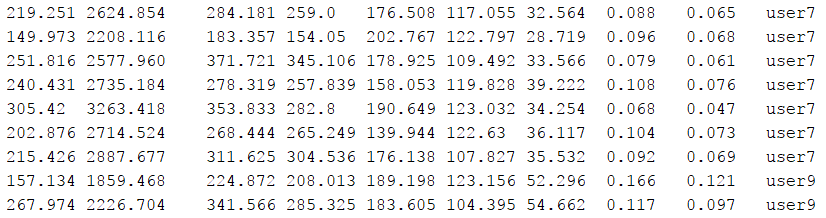 219.251 2624.854 284.181 259.0 176.508 117.055 32.564 0.088 0.065 user7
149.973 2208.116 183.357 154.05 202.767 122.797 28.719 0.096 0.068 user7
251.816 2577.960 371.721 345.106 178.925 109.492 33.566 0.079 0.061 user7
240.431 2735.184 278.319 257.839 158.053 119.828 39.222 0.108 0.076 user7
305.42 3263.418 353.833 282.8 190.649 123.032 34.254 0.068 0.047 user7
202.876 2714.524 268.444 265.249 139.944 122.63 36.117 0.104 0.073 user7
215.426 2887.677 311.625 304.536 176.138 107.827 35.532 0.092 0.069 user7
157.134 1859.468 224.872 208.013 189.198 123.156 52.296 0.166 0.121 user9
267.974 2226.704 341.566 285.325 183.605 104.395 54.662 0.117 0.097 user9